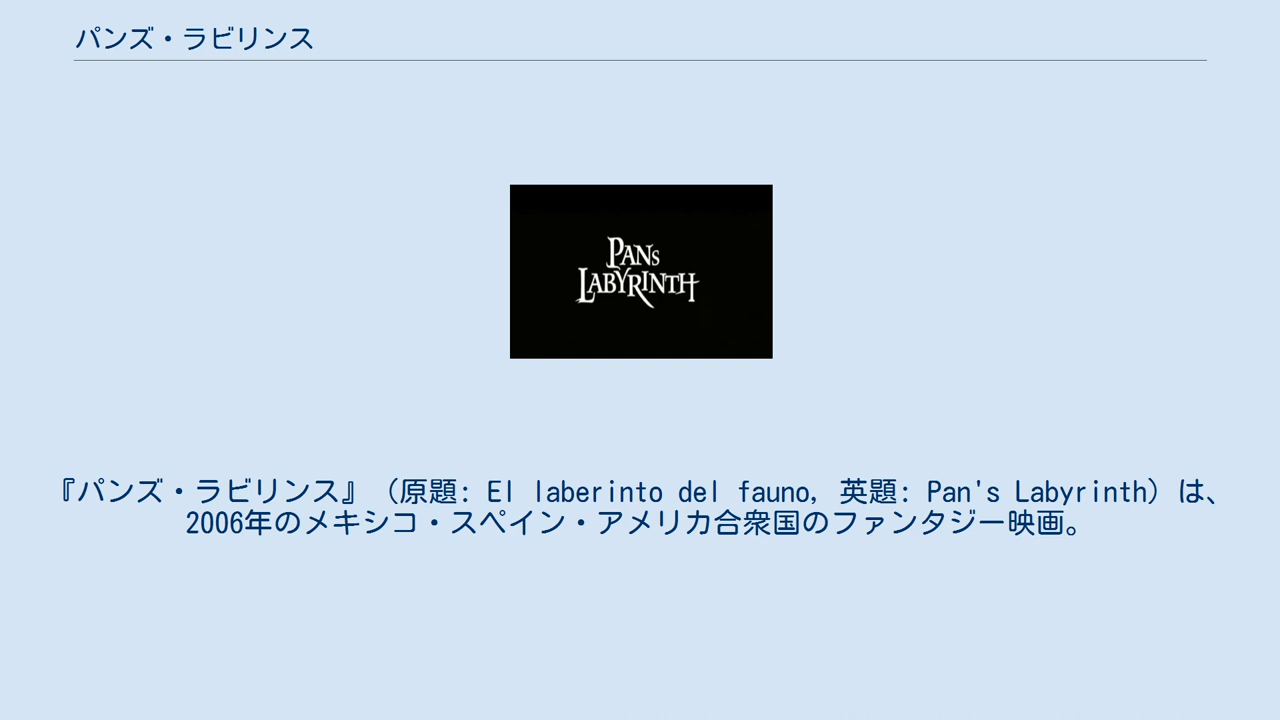 パンズ・ラビリンス
PAN'S
LABYRINTH
『パンズ・ラビリンス』（原題: El laberinto del fauno, 英題: Pan's Labyrinth）は、
2006年のメキシコ・スペイン・アメリカ合衆国のファンタジー映画。